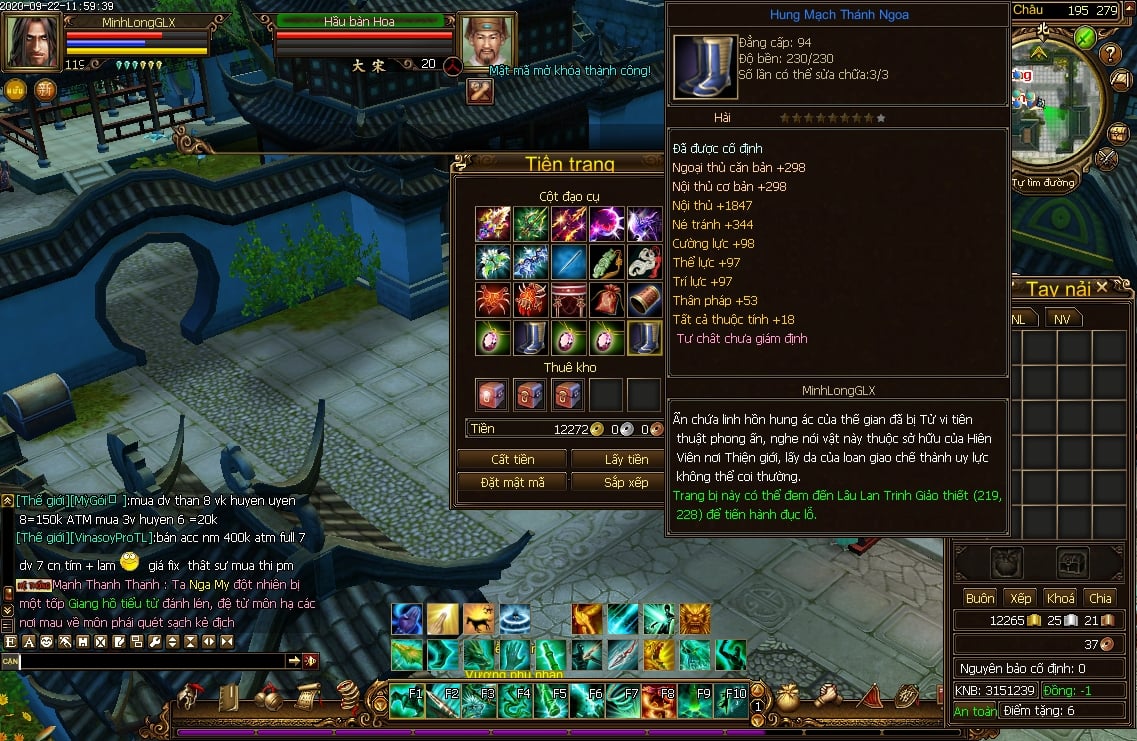 2020-09-22-11:59:39
MinhLongGLX
119
Hầu bàn Hoa
大宋
20
Mật mã mở khóa thành công!
Châu 195 279
北
Tự tìm đường
新
Tiền trang
Cột đạo cụ
Thuê kho
Tiền 12272 0 0
Cất tiền
Lấy tiền
Đặt mật mã
Sắp xếp
Hung Mạch Thánh Ngoa
Đẳng cấp: 94
Độ bền: 230/230
Số lần có thể sửa chữa:3/3
Hài
Đã được cố định
Ngoại thủ căn bản +298
Nội thủ cơ bản +298
Nội thủ +1847
Né tránh +344
Cường lực +98
Thể lực +97
Trí lực +97
Thân pháp +53
Tất cả thuộc tính +18
Tư chất chưa giám định
MinhLongGLX
Ẩn chứa linh hồn hung ác của thế gian đã bị Tử vi tiên
thuật phong ấn, nghe nói vật này thuộc sở hữu của Hiên
Viên nơi Thiện giới, lấy da của loan giao chế thành uy lực
không thể coi thường.
Trang bị này có thể đem đến Lâu Lan Trinh Giảo thiết (219,
228) để tiến hành đục lỗ.
Tay nải
NL
NV
Buôn
Xếp
Khoá
Chia
12265 25 21
37
Nguyên bảo cố định: 0
KNB: 3151239
Đồng: -1
An toàn
Điểm tặng: 6
[Thế giới][MỳGói]:mua dv than 8 vk huyen uyen
8=150k ATM mua 3v huyen 6 =20k
[Thế giới][VinasoyProTL]:bán acc nm 400k atm full 7
dv 7 cn tím + lam giá fix thật sự mua thi pm
Mạnh Thanh Thanh : Ta Nga My đột nhiên bị
một tốp Giang hồ tiểu tử đánh lén, đệ tử môn hạ các
nơi mau về môn phái quét sạch kẻ địch
CẬN
Vương phu nhân
F1
F2
F3
F4
F5
F6
F7
F8
F9
F10
1